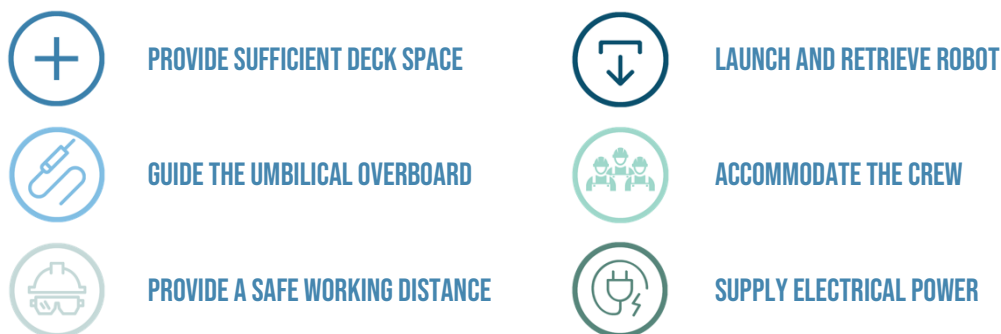 PROVIDE SUFFICIENT DECK SPACE
LAUNCH AND RETRIEVE ROBOT
GUIDE THE UMBILICAL OVERBOARD
ACCOMMODATE THE CREW
PROVIDE A SAFE WORKING DISTANCE
SUPPLY ELECTRICAL POWER